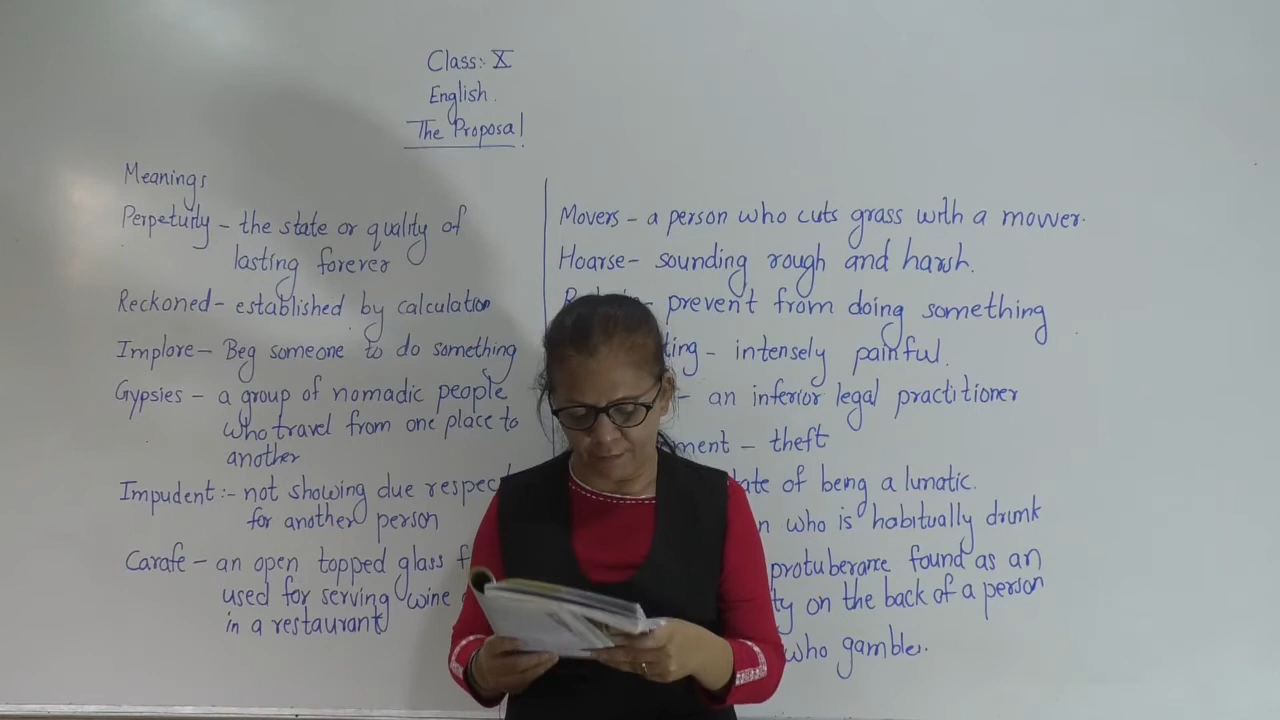 Class:- X
English.
The Proposal
Meanings
Perpetuity - the state or quality of
lasting forever
Reckoned - established by calculation
Implore - Beg someone to do something
Gypsies - a group of nomadic people
who travel from one place to
another
Impudent :- not showing due respect
for another person
Carafe - an open topped glass
used for serving wine
in a restaurant
Movers - a person who cuts grass with a mower.
Hoarse - sounding rough and harsh.
- prevent from doing something
- intensely painful.
- an inferior legal practitioner
- theft
of being a lunatic.
who is habitually drunk
protuberance found as an
on the back of a person
who gamble.